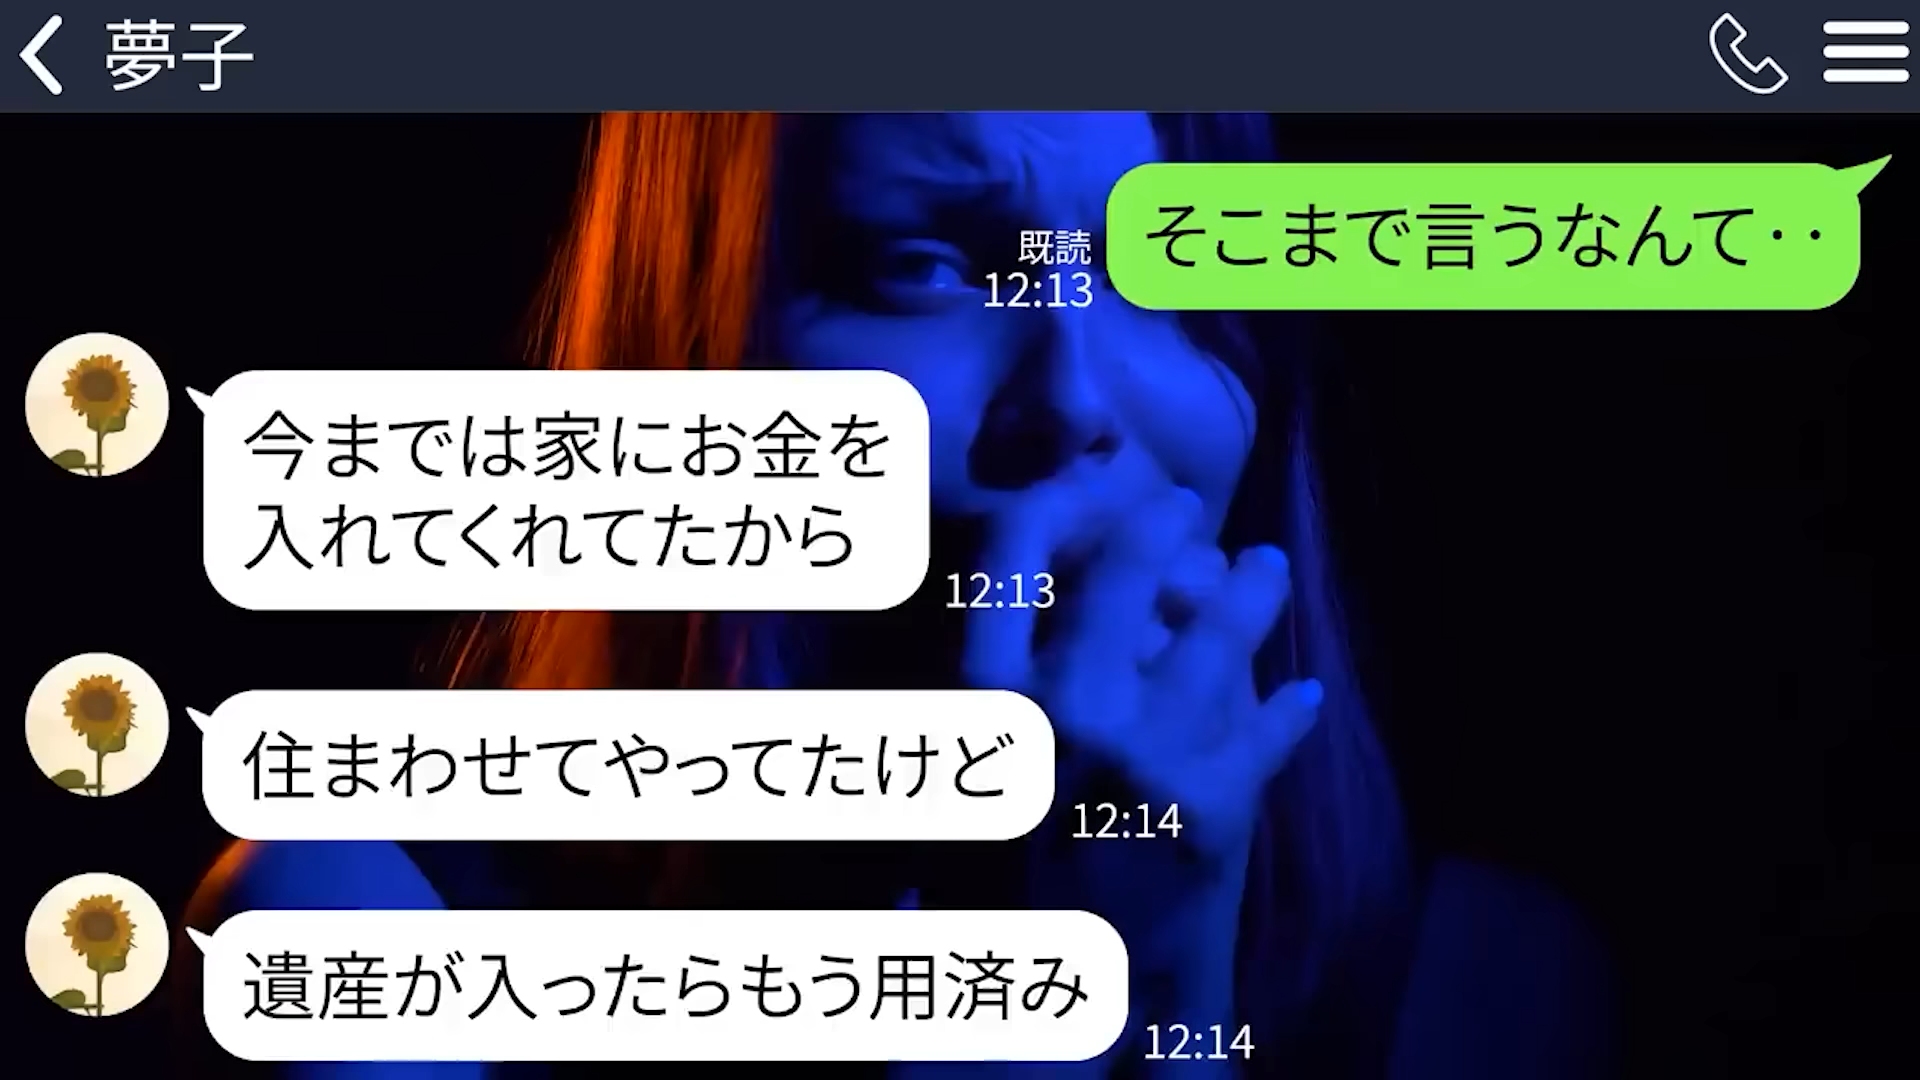 夢子
そこまで言うなんて‥
既読
12:13
今までは家にお金を
入れてくれてたから
12:13
住まわせてやってたけど
12:14
遺産が入ったらもう用済み
12:14